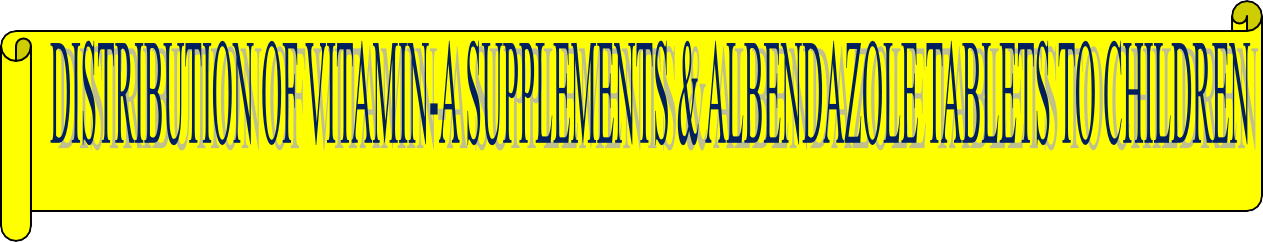 DISTRIBUTION OF VITAMIN-A SUPPLEMENTS & ALBENDAZOLE TABLETS TO CHILDREN